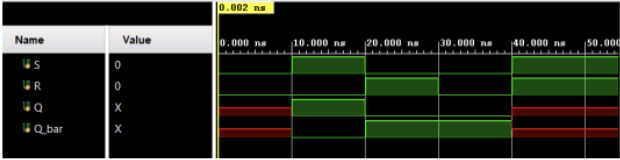 0.002 ns
Name Value 0.000 ns 10.000 ns 20.000 ns 30.000 ns 40.000 ns 50.000
S 0
R 0
Q X
Q_bar X